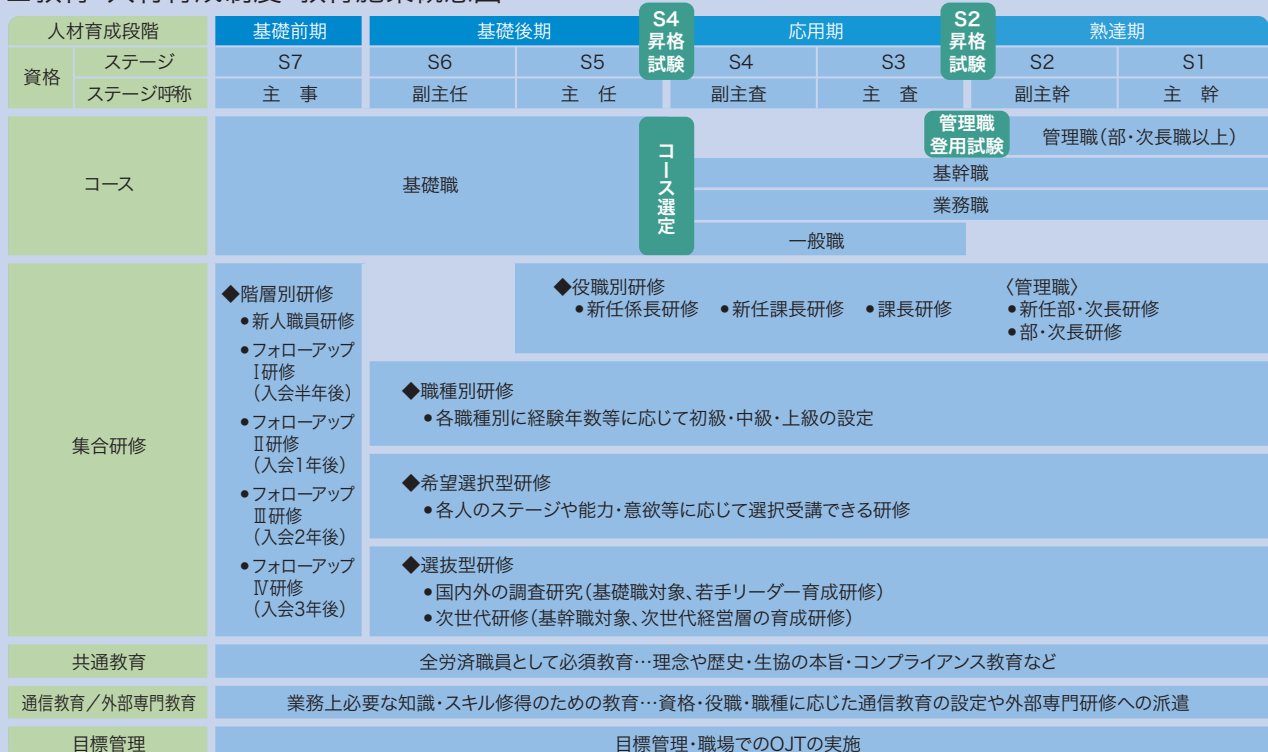 人材育成段階
基礎前期
基礎後期
S4
昇格
試験
応用期
S2
昇格
試験
熟達期
資格
ステージ
S7
S6
S5
S4
S3
S2
S1
ステージ呼称
主 事
副主任
主 任
副主査
主 査
副主幹
主 幹
コース
基礎職
コース選定
管理職
登用試験
管理職(部・次長職以上)
基幹職
業務職
一般職
集合研修
◆階層別研修
●新人職員研修
●フォローアップ
Ⅰ研修
(入会半年後)
●フォローアップ
Ⅱ研修
(入会1年後)
●フォローアップ
Ⅲ研修
(入会2年後)
●フォローアップ
Ⅳ研修
(入会3年後)
◆役職別研修
●新任係長研修 ●新任課長研修 ●課長研修
〈管理職〉
●新任部・次長研修
●部・次長研修
◆職種別研修
●各職種別に経験年数等に応じて初級・中級・上級の設定
◆希望選択型研修
●各人のステージや能力・意欲等に応じて選択受講できる研修
◆選抜型研修
●国内外の調査研究(基礎職対象、若手リーダー育成研修)
●次世代研修(基幹職対象、次世代経営層の育成研修)
共通教育
全労済職員として必須教育…理念や歴史・生協の本旨・コンプライアンス教育など
通信教育/外部専門教育
業務上必要な知識・スキル修得のための教育…資格・役職・職種に応じた通信教育の設定や外部専門研修への派遣
目標管理
目標管理・職場でのOJTの実施